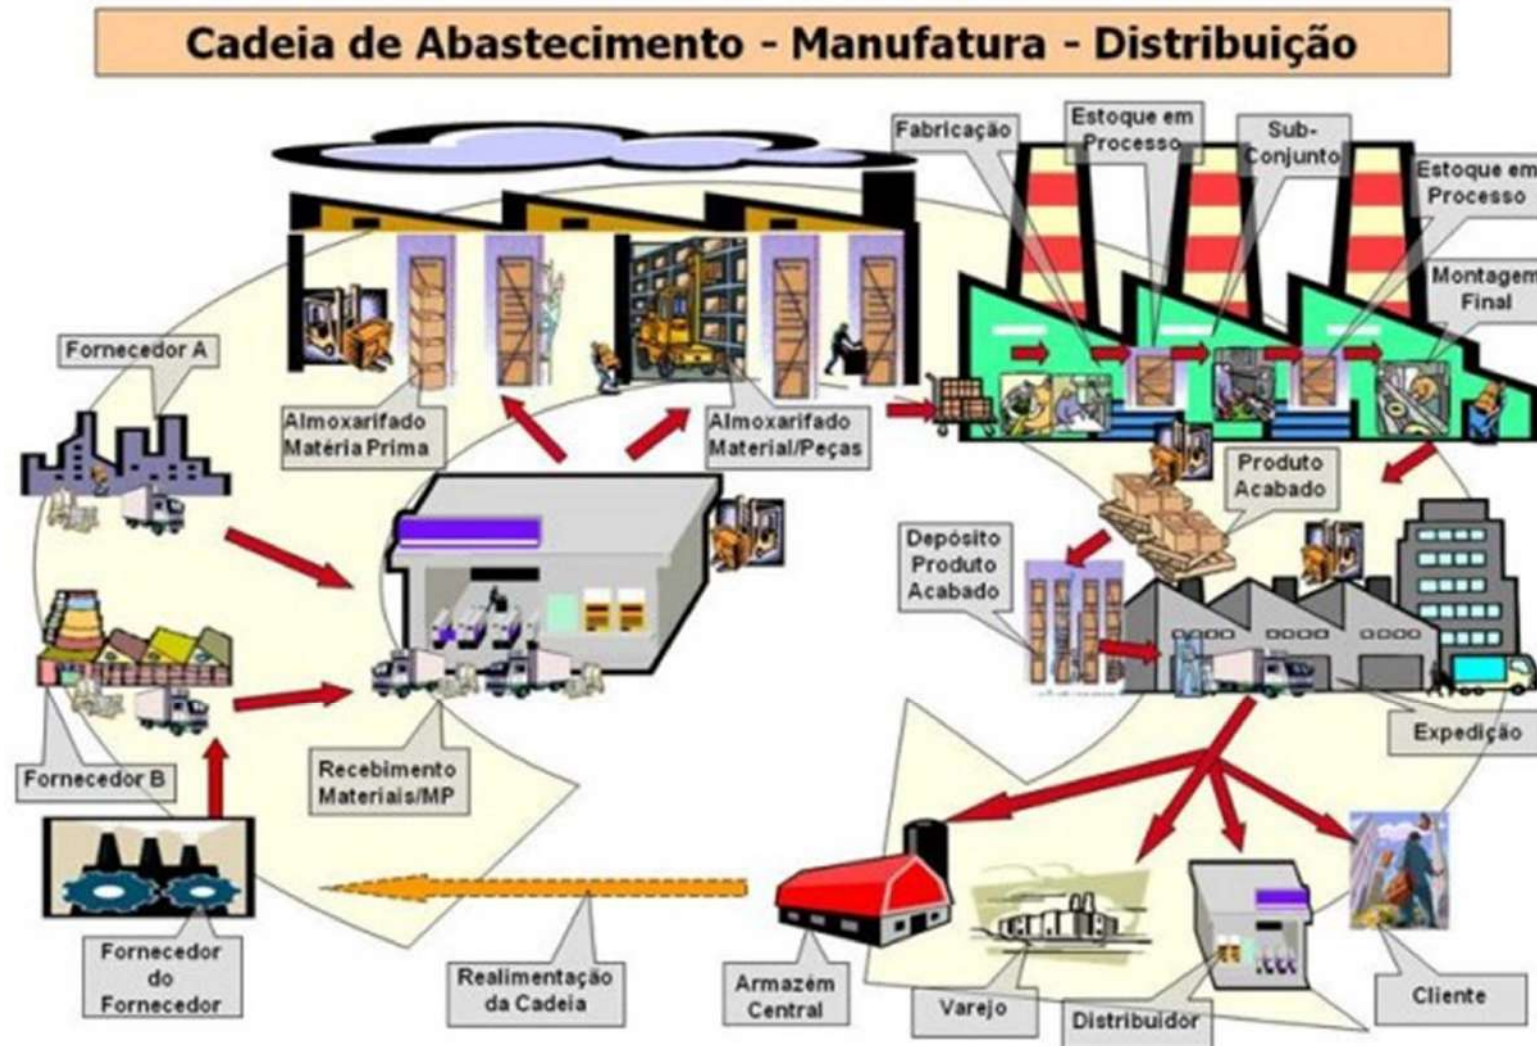 Cadeia de Abastecimento - Manufatura - Distribuição
Fabricação
Estoque em
Processo
Sub-
Conjunto
Estoque em
Processo
Montagem
Final
Fornecedor A
Almoxarifado
Matéria Prima
Almoxarifado
Material/Peças
Produto
Acabado
Depósito
Produto
Acabado
Expedição
Fornecedor B
Recebimento
Materiais/MP
Fornecedor
do
Fornecedor
Realimentação
da Cadeia
Armazém
Central
Varejo
Distribuidor
Cliente